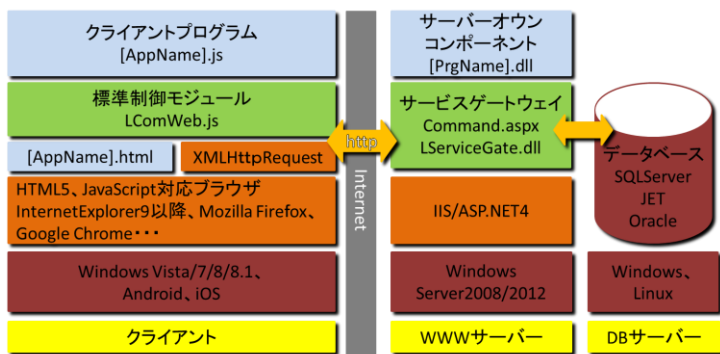 クライアントプログラム
[AppName].js
標準制御モジュール
LComWeb.js
[AppName].html
XMLHttpRequest
HTML5、JavaScript対応ブラウザ
InternetExplorer9以降、Mozilla Firefox、
Google Chrome・・・
Windows Vista/7/8/8.1、
Android、iOS
クライアント
http
Internet
サーバーオウン
コンポーネント
[PrgName].dll
サービスゲートウェイ
Command.aspx
LServiceGate.dll
IIS/ASP.NET4
Windows
Server2008/2012
WWWサーバー
データベース
SQLServer
JET
Oracle
Windows、
Linux
DBサーバー